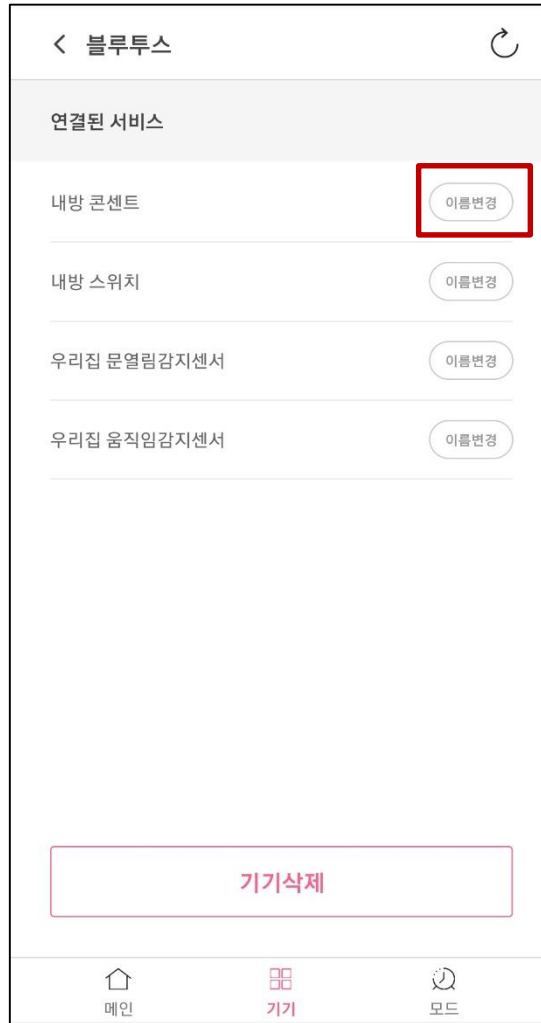 블루투스
연결된 서비스
내방 콘센트 이름변경
내방 스위치 이름변경
우리집 문열림감지센서 이름변경
우리집 움직임감지센서 이름변경
기기삭제
메인 기기 모드